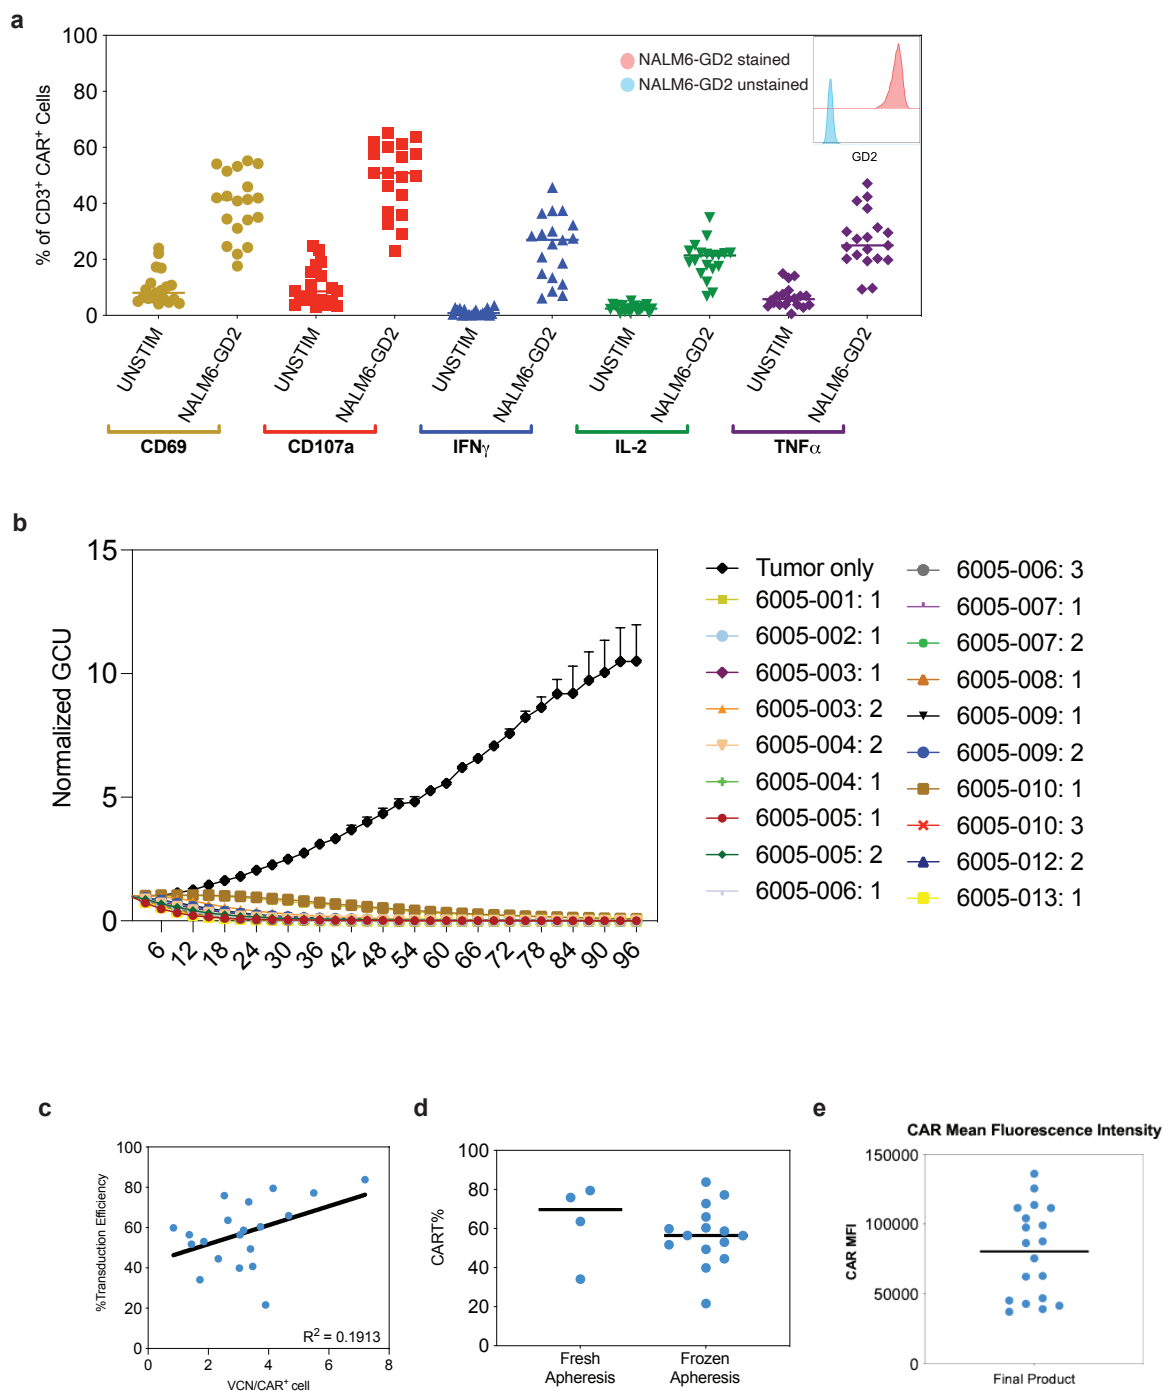 a
100
80
60
40
20
0
% of CD3+ CAR+ Cells
NALM6-GD2 stained
NALM6-GD2 unstained
GD2
UNSTIM
NALM6-GD2
UNSTIM
NALM6-GD2
UNSTIM
NALM6-GD2
UNSTIM
NALM6-GD2
UNSTIM
NALM6-GD2
CD69
CD107a
IFNγ
IL-2
TNFα
b
15
10
5
0
Normalized GCU
6 12 18 24 30 36 42 48 54 60 66 72 78 84 90 96
Tumor only
6005-001: 1
6005-002: 1
6005-003: 1
6005-003: 2
6005-004: 2
6005-004: 1
6005-005: 1
6005-005: 2
6005-006: 1
6005-006: 3
6005-007: 1
6005-007: 2
6005-008: 1
6005-009: 1
6005-009: 2
6005-010: 1
6005-010: 3
6005-012: 2
6005-013: 1
c
100
80
60
40
20
0
%Transduction Efficiency
R² = 0.1913
0 2 4 6 8
VCN/CAR+ cell
d
100
80
60
40
20
0
CART%
Fresh
Apheresis
Frozen
Apheresis
e
CAR Mean Fluorescence Intensity
150000
100000
50000
0
CAR MFI
Final Product